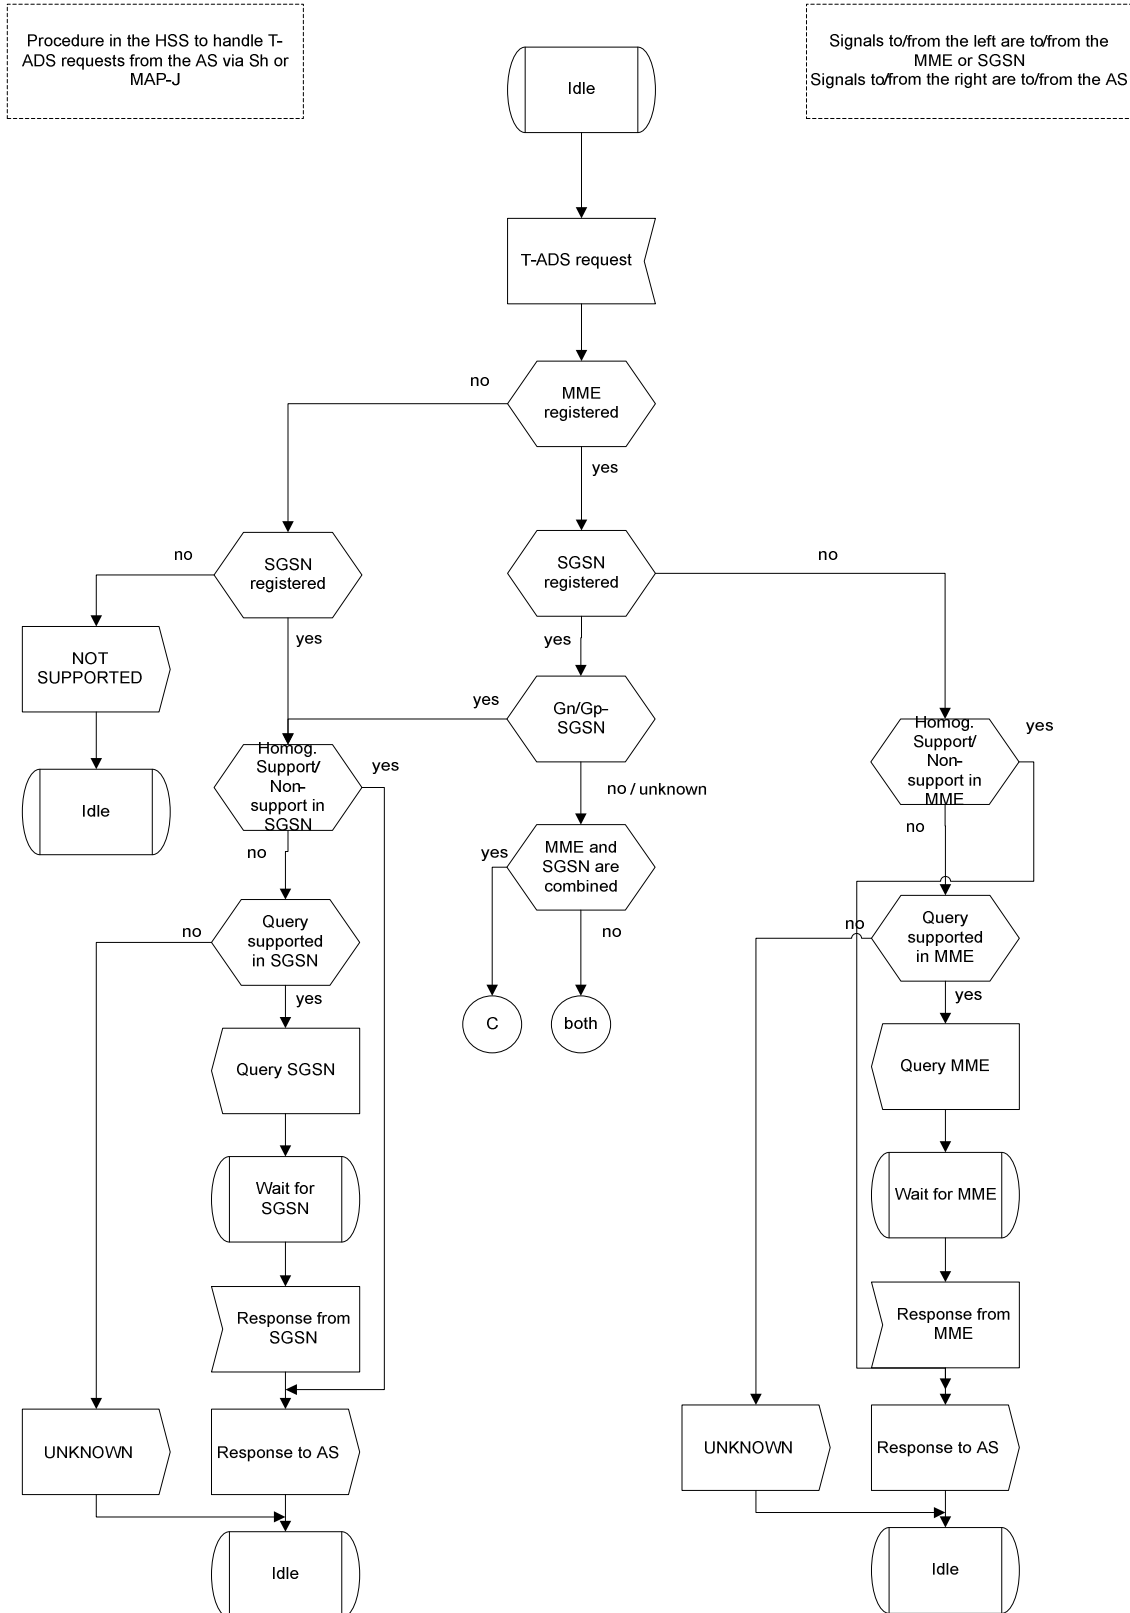 Procedure in the HSS to handle T-
ADS requests from the AS via Sh or
MAP-J
Signals to/from the left are to/from the
MME or SGSN
Signals to/from the right are to/from the AS
Idle
T-ADS request
MME
registered
no
yes
SGSN
registered
no
yes
SGSN
registered
yes
no
NOT
SUPPORTED
Idle
Gn/Gp-
SGSN
yes
no / unknown
Homog.
Support/
Non-
support in
SGSN
yes
no
Homog.
Support/
Non-
support in
MME
yes
no
MME and
SGSN are
combined
yes
no
C
both
Query
supported
in SGSN
no
yes
Query SGSN
Wait for
SGSN
Response from
SGSN
UNKNOWN
Response to AS
Idle
Query
supported
in MME
no
yes
Query MME
Wait for MME
Response from
MME
UNKNOWN
Response to AS
Idle